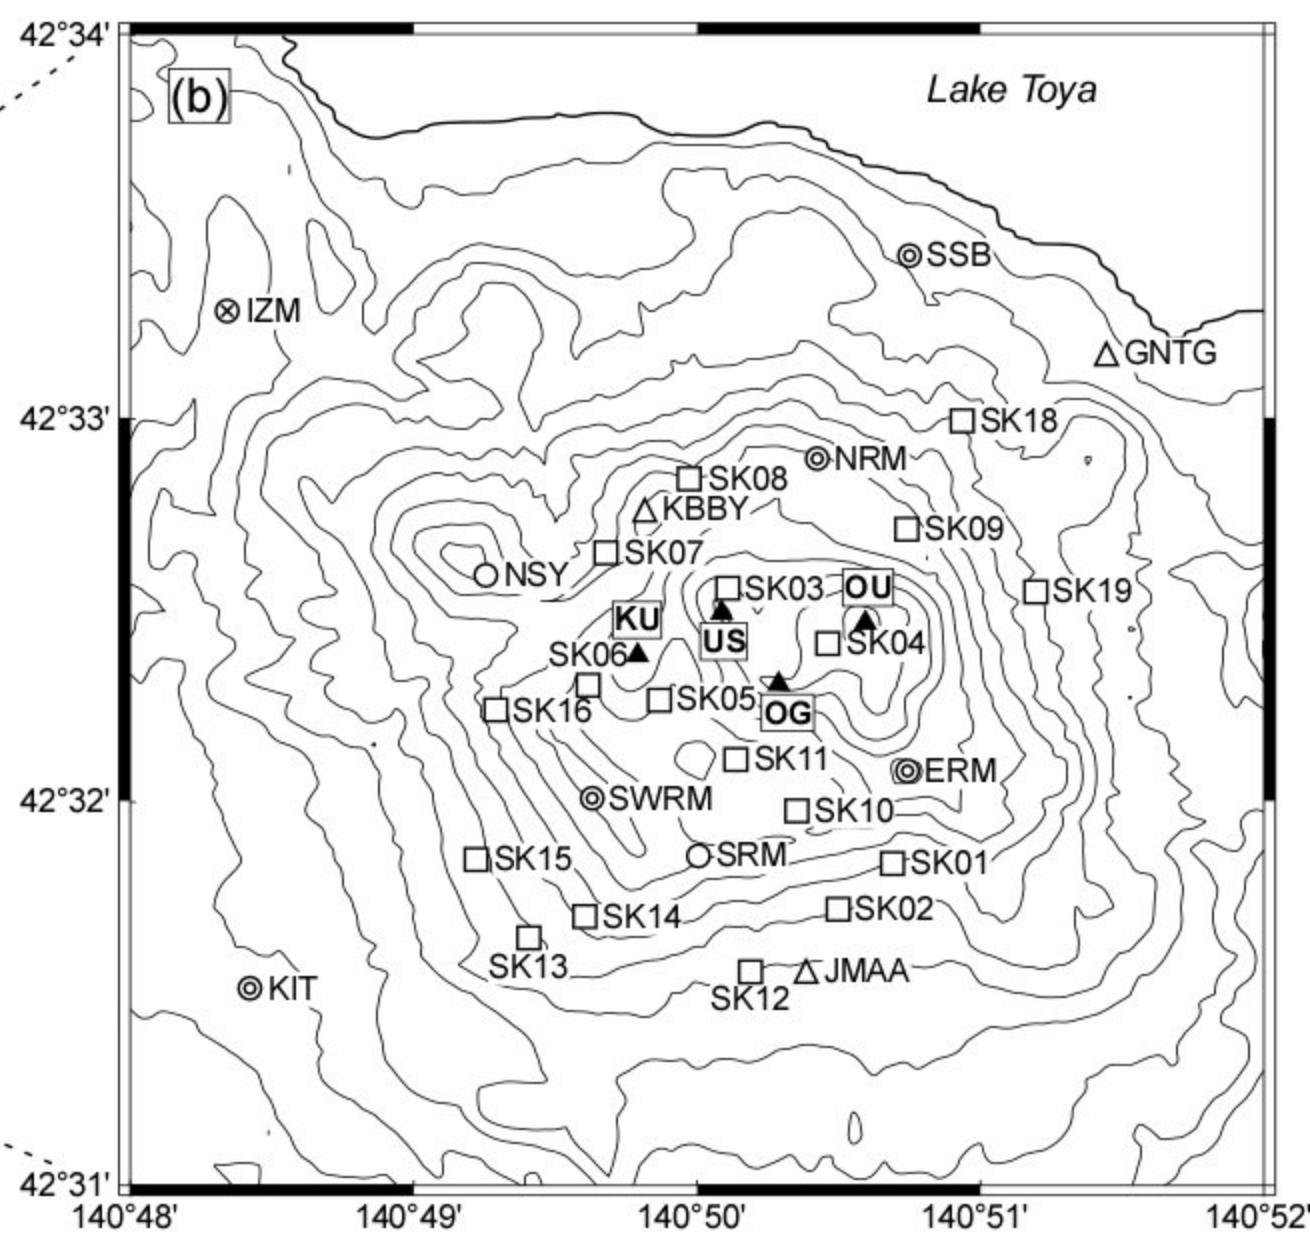 42°34'
(b)
Lake Toya
SSB
IZM
GNTG
42°33'
SK18
NRM
SK08
KBBY
SK09
SK07
NSY
SK03
OU
SK19
KU
US
SK04
SK06
SK05
SK16
OG
SK11
ERM
42°32'
SWRM
SK10
SRM
SK15
SK01
SK02
SK14
SK13
JMAA
KIT
SK12
42°31'
140°48' 140°49' 140°50' 140°51' 140°52'